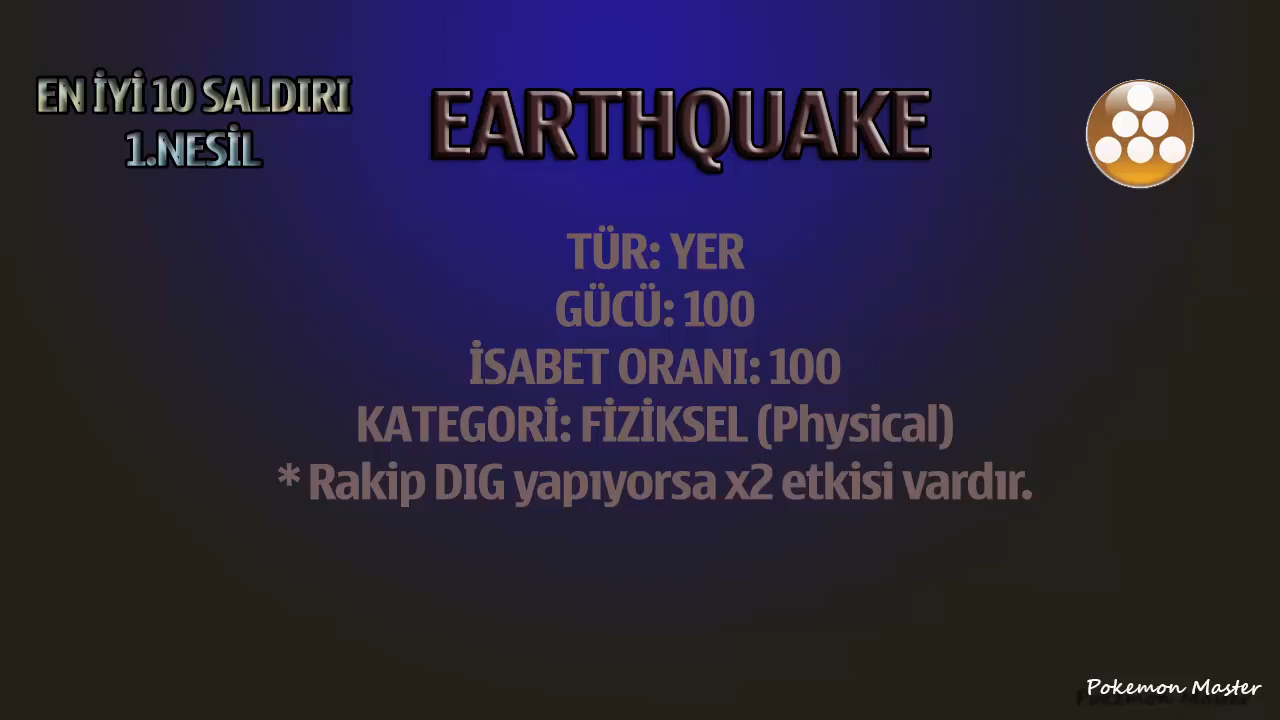 EN İYİ 10 SALDIRI
1.NESİL
EARTHQUAKE
TÜR: YER
GÜCÜ: 100
İSABET ORANI: 100
KATEGORİ: FİZİKSEL (Physical)
* Rakip DIG yapıyorsa x2 etkisi vardır.
Pokemon Master